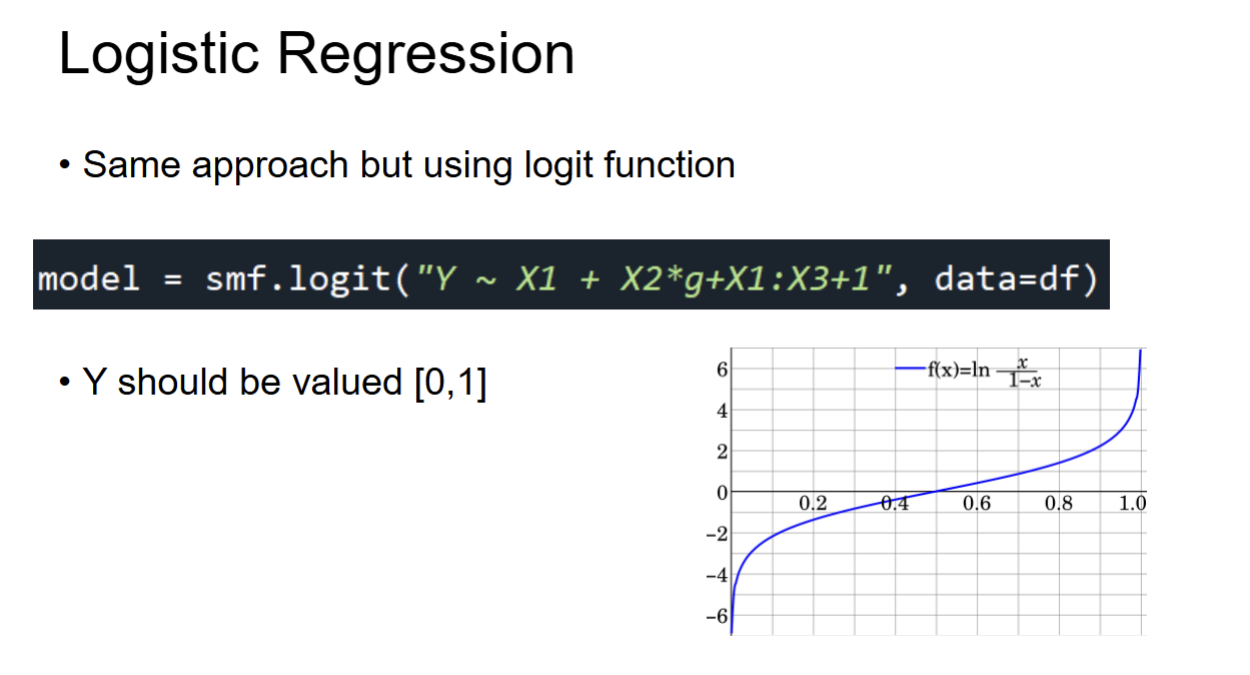 Logistic Regression
• Same approach but using logit function
model = smf.logit("Y ~ X1 + X2*g+X1:X3+1", data=df)
• Y should be valued [0,1]
f(x)=ln x/1−x
6
4
2
0
−2
−4
−6
0.2 0.4 0.6 0.8 1.0